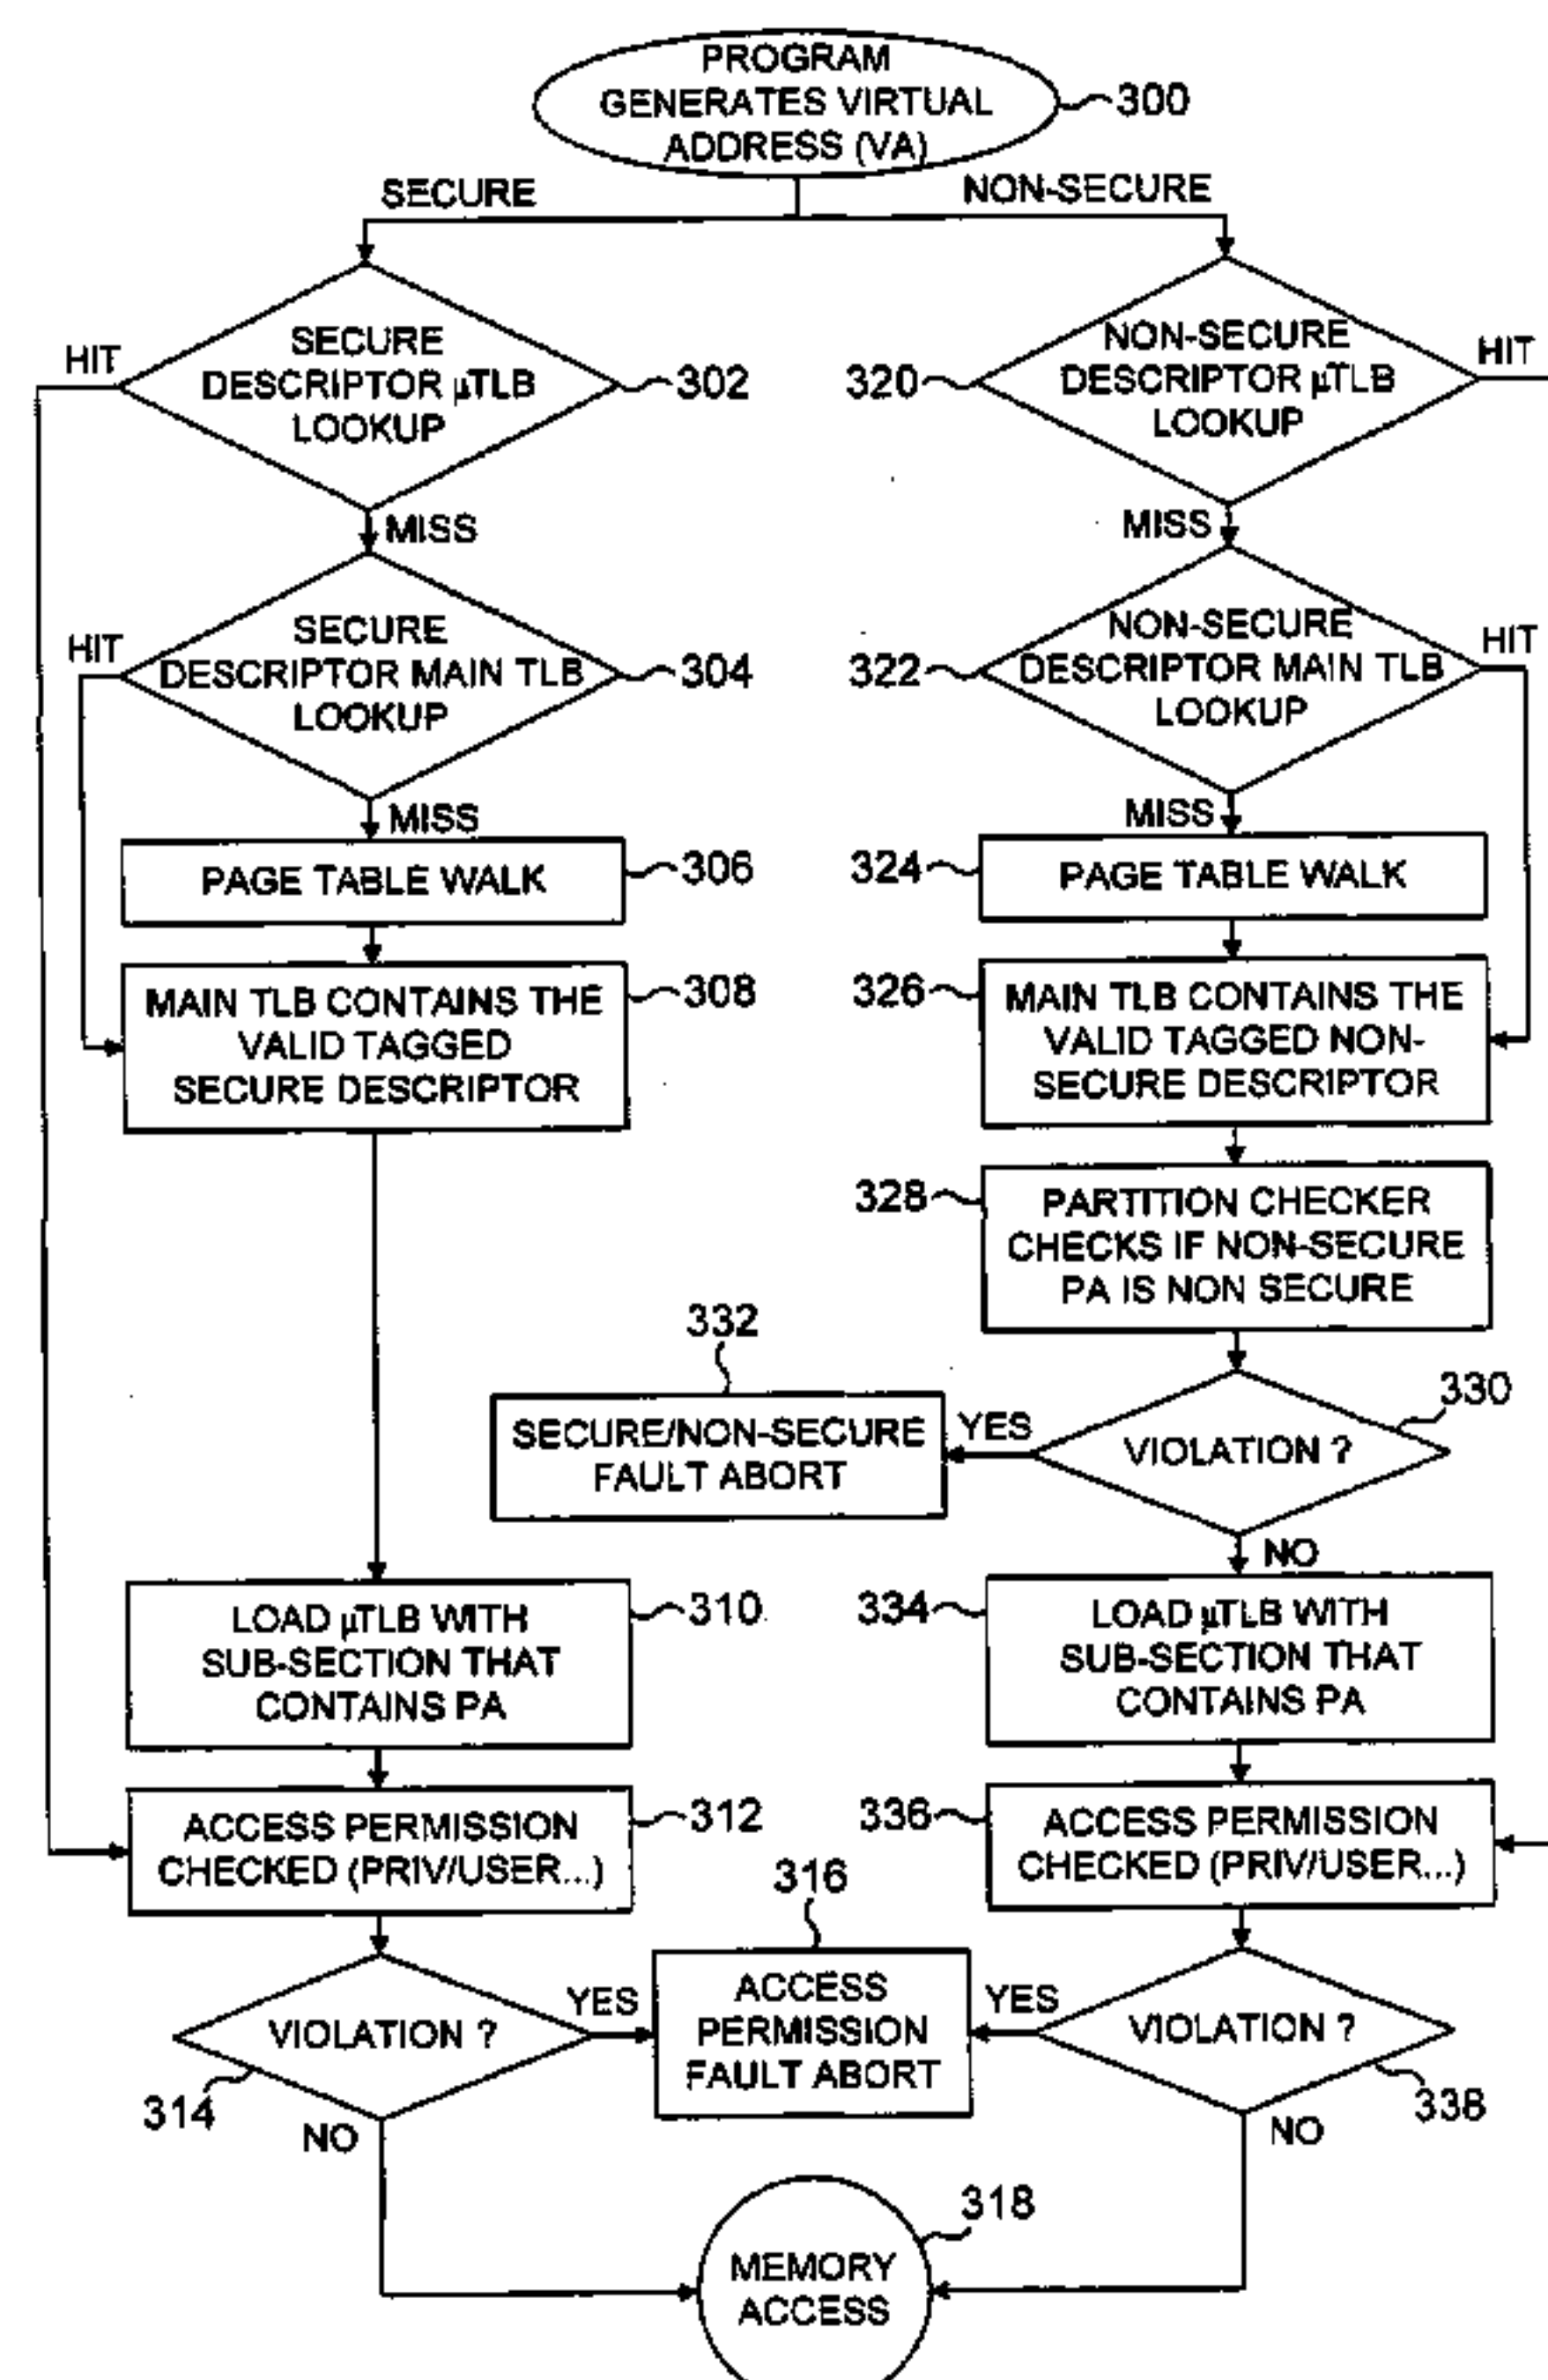 PROGRAM
GENERATES VIRTUAL
ADDRESS (VA)
300
SECURE
NON-SECURE
HIT
SECURE
DESCRIPTOR µTLB
LOOKUP
302
320
NON-SECURE
DESCRIPTOR µTLB
LOOKUP
HIT
MISS
MISS
HIT
SECURE
DESCRIPTOR MAIN TLB
LOOKUP
304
322
NON-SECURE
DESCRIPTOR MAIN TLB
LOOKUP
HIT
MISS
MISS
PAGE TABLE WALK
306
324
PAGE TABLE WALK
MAIN TLB CONTAINS THE
VALID TAGGED
SECURE DESCRIPTOR
308
326
MAIN TLB CONTAINS THE
VALID TAGGED NON-
SECURE DESCRIPTOR
328
PARTITION CHECKER
CHECKS IF NON-SECURE
PA IS NON SECURE
332
330
SECURE/NON-SECURE
FAULT ABORT
YES
VIOLATION ?
NO
LOAD µTLB WITH
SUB-SECTION THAT
CONTAINS PA
310
334
LOAD µTLB WITH
SUB-SECTION THAT
CONTAINS PA
ACCESS PERMISSION
CHECKED (PRIV/USER...)
312
336
ACCESS PERMISSION
CHECKED (PRIV/USER...)
316
VIOLATION ?
YES
ACCESS
PERMISSION
FAULT ABORT
YES
VIOLATION ?
314
338
NO
NO
318
MEMORY
ACCESS